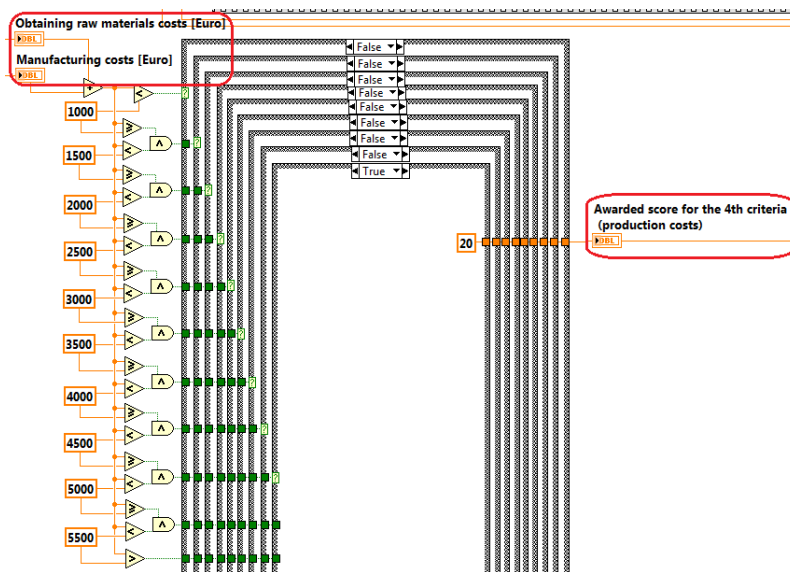 Obtaining raw materials costs [Euro]
DBL
Manufacturing costs [Euro]
DBL
+
<
1000
≥
<
∧
1500
≥
<
∧
2000
≥
<
∧
2500
≥
<
∧
3000
≥
<
∧
3500
≥
<
∧
4000
≥
<
∧
4500
≥
<
∧
5000
≥
<
∧
5500
>
False
False
False
False
False
False
False
False
True
20
Awarded score for the 4th criteria
(production costs)
DBL